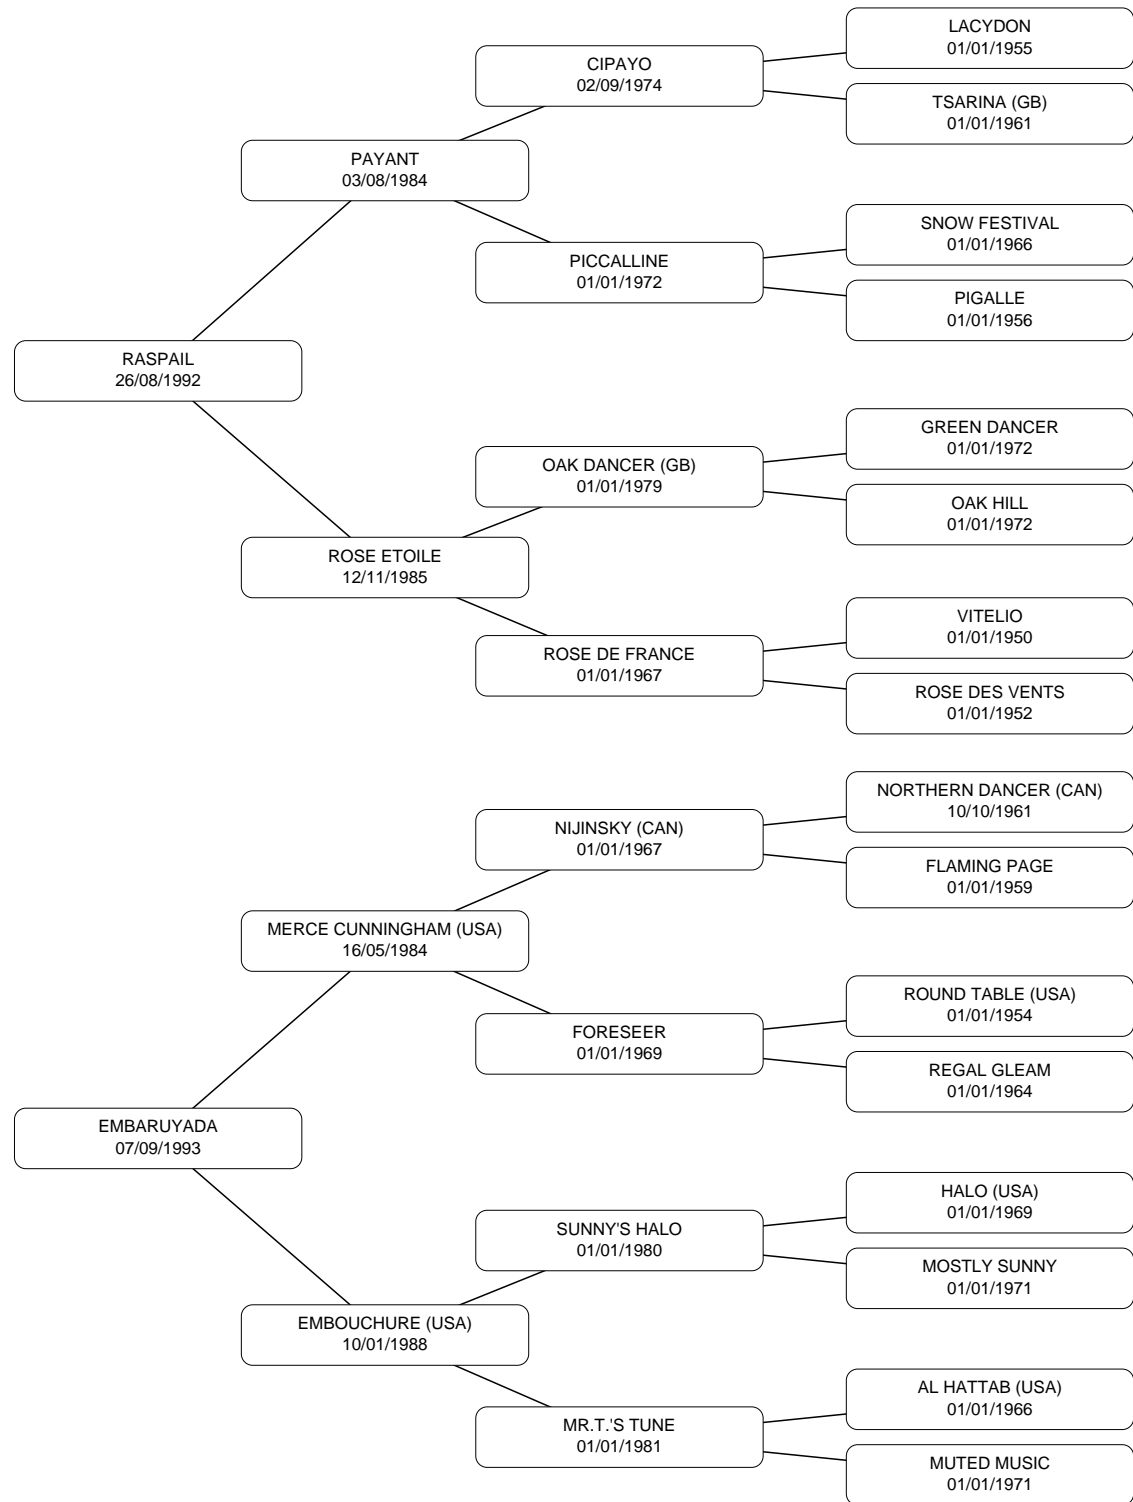 LACYDON
01/01/1955
CIPAYO
02/09/1974
TSARINA (GB)
01/01/1961
PAYANT
03/08/1984
SNOW FESTIVAL
01/01/1966
PICCALLINE
01/01/1972
PIGALLE
01/01/1956
RASPAIL
26/08/1992
GREEN DANCER
01/01/1972
OAK DANCER (GB)
01/01/1979
OAK HILL
01/01/1972
ROSE ETOILE
12/11/1985
VITELIO
01/01/1950
ROSE DE FRANCE
01/01/1967
ROSE DES VENTS
01/01/1952
NORTHERN DANCER (CAN)
10/10/1961
NIJINSKY (CAN)
01/01/1967
FLAMING PAGE
01/01/1959
MERCE CUNNINGHAM (USA)
16/05/1984
ROUND TABLE (USA)
01/01/1954
FORESEER
01/01/1969
REGAL GLEAM
01/01/1964
EMBARUYADA
07/09/1993
HALO (USA)
01/01/1969
SUNNY'S HALO
01/01/1980
MOSTLY SUNNY
01/01/1971
EMBOUCHURE (USA)
10/01/1988
AL HATTAB (USA)
01/01/1966
MR.T.'S TUNE
01/01/1981
MUTED MUSIC
01/01/1971